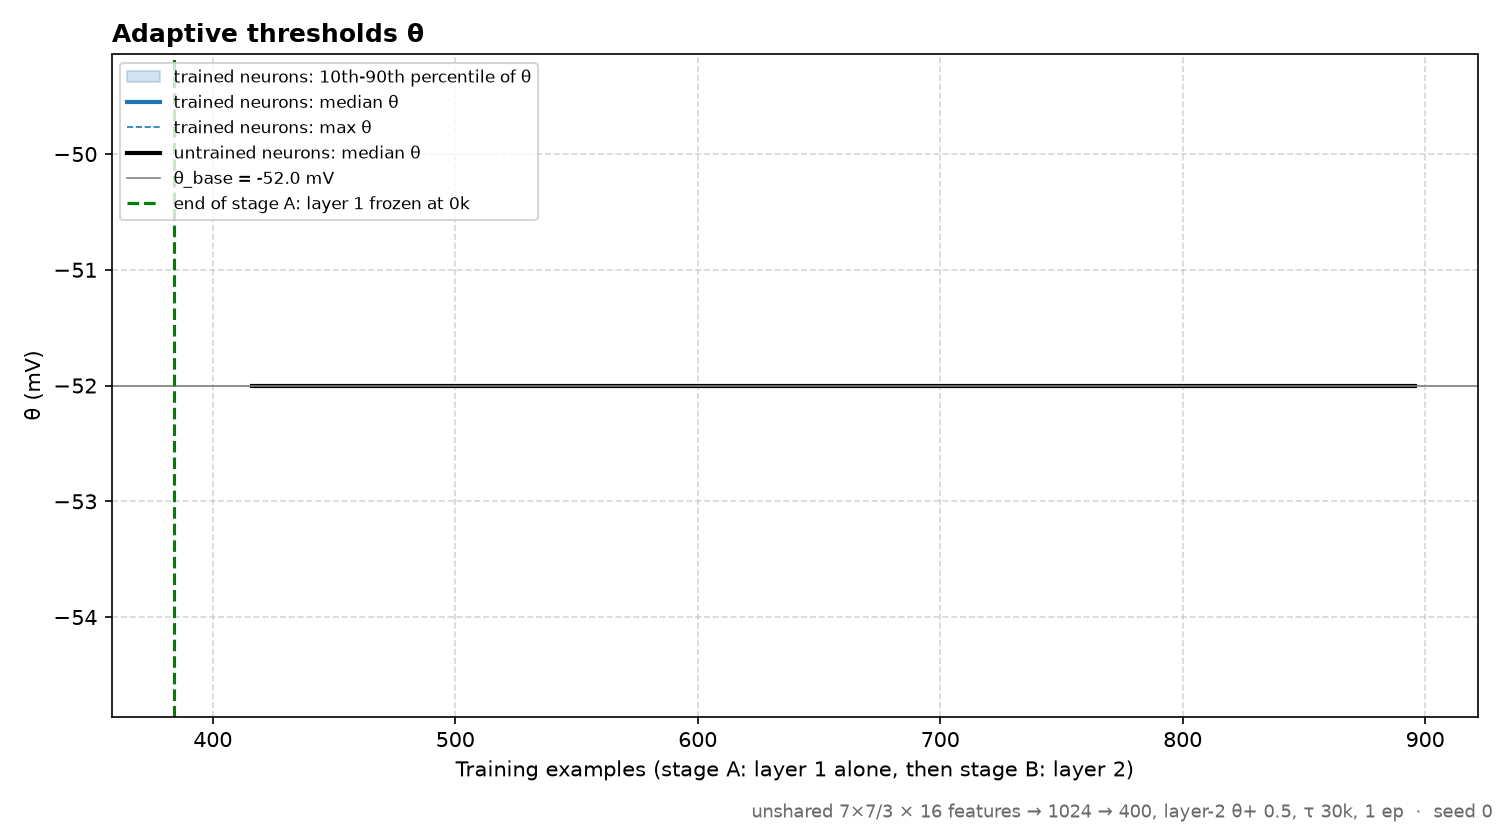 Adaptive thresholds θ
trained neurons: 10th-90th percentile of θ
trained neurons: median θ
trained neurons: max θ
untrained neurons: median θ
θ_base = -52.0 mV
end of stage A: layer 1 frozen at 0k
−50
−51
−52
−53
−54
θ (mV)
400 500 600 700 800 900
Training examples (stage A: layer 1 alone, then stage B: layer 2)
unshared 7×7/3 × 16 features → 1024 → 400, layer-2 θ+ 0.5, τ 30k, 1 ep · seed 0